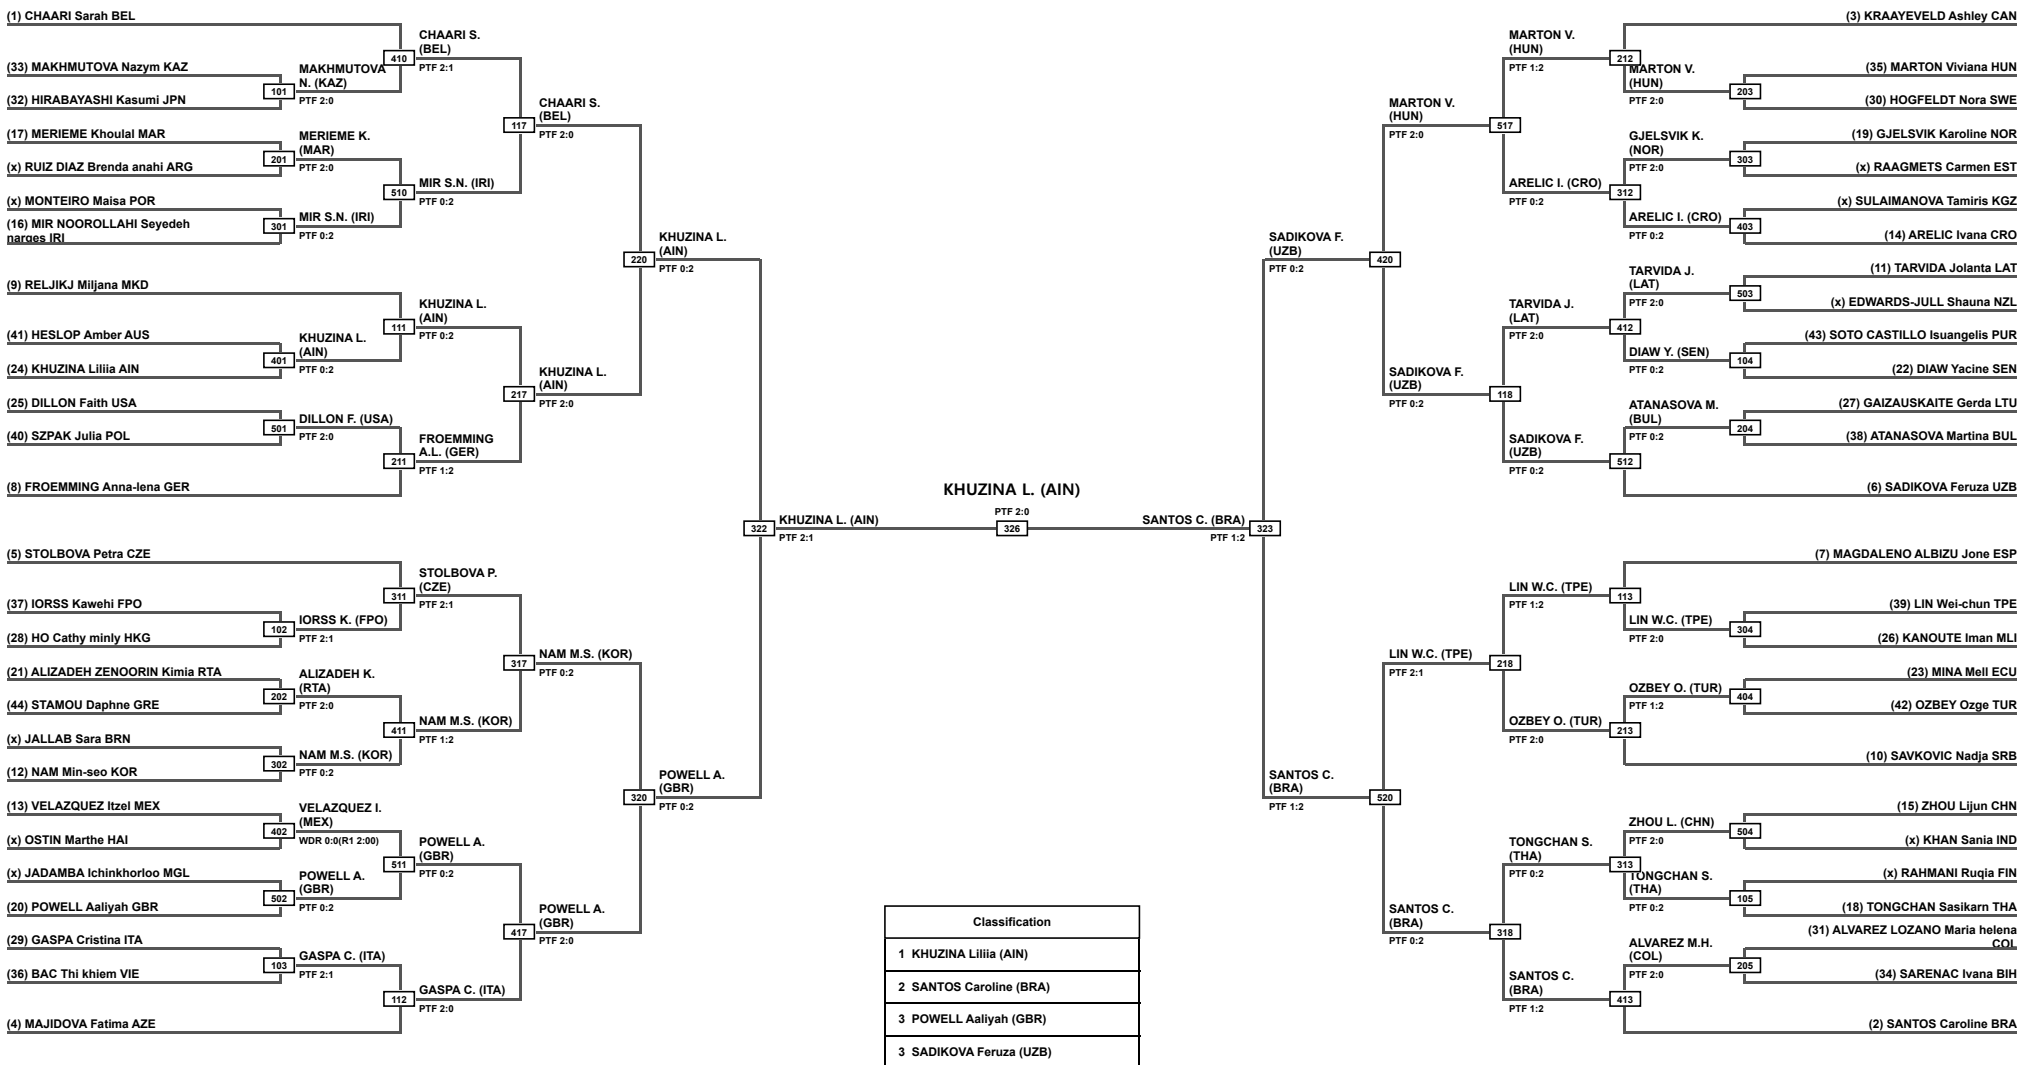 (1) CHAARI Sarah BEL
(33) MAKHMUTOVA Nazym KAZ
(32) HIRABAYASHI Kasumi JPN
(17) MERIEME Khoulal MAR
(x) RUIZ DIAZ Brenda anahi ARG
(x) MONTEIRO Maisa POR
(16) MIR NOOROLLAHI Seyedeh
narges IRI
(9) RELJIKJ Miljana MKD
(41) HESLOP Amber AUS
(24) KHUZINA Liliia AIN
(25) DILLON Faith USA
(40) SZPAK Julia POL
(8) FROEMMING Anna-lena GER
(5) STOLBOVA Petra CZE
(37) IORSS Kawehi FPO
(28) HO Cathy minly HKG
(21) ALIZADEH ZENOORIN Kimia RTA
(44) STAMOU Daphne GRE
(x) JALLAB Sara BRN
(12) NAM Min-seo KOR
(13) VELAZQUEZ Itzel MEX
(x) OSTIN Marthe HAI
(x) JADAMBA Ichinkhorloo MGL
(20) POWELL Aaliyah GBR
(29) GASPA Cristina ITA
(36) BAC Thi khiem VIE
(4) MAJIDOVA Fatima AZE
101
MAKHMUTOVA
N. (KAZ)
PTF 2:0
201
MERIEME K.
(MAR)
PTF 2:0
301
MIR S.N. (IRI)
PTF 0:2
401
KHUZINA L.
(AIN)
PTF 0:2
501
DILLON F. (USA)
PTF 2:0
102
IORSS K. (FPO)
PTF 2:1
202
ALIZADEH K.
(RTA)
PTF 2:0
302
NAM M.S. (KOR)
PTF 0:2
402
VELAZQUEZ I.
(MEX)
WDR 0:0(R1 2:00)
502
POWELL A.
(GBR)
PTF 0:2
103
GASPA C. (ITA)
PTF 2:1
410
CHAARI S.
(BEL)
PTF 2:1
510
MIR S.N. (IRI)
PTF 0:2
111
KHUZINA L.
(AIN)
PTF 0:2
211
FROEMMING
A.L. (GER)
PTF 1:2
311
STOLBOVA P.
(CZE)
PTF 2:1
411
NAM M.S. (KOR)
PTF 1:2
511
POWELL A.
(GBR)
PTF 0:2
112
GASPA C. (ITA)
PTF 2:0
117
CHAARI S.
(BEL)
PTF 2:0
217
KHUZINA L.
(AIN)
PTF 2:0
317
NAM M.S. (KOR)
PTF 0:2
417
POWELL A.
(GBR)
PTF 2:0
220
KHUZINA L.
(AIN)
PTF 0:2
320
POWELL A.
(GBR)
PTF 0:2
322
KHUZINA L. (AIN)
PTF 2:1
KHUZINA L. (AIN)
PTF 2:0
326
SANTOS C. (BRA)
PTF 1:2
323
SADIKOVA F.
(UZB)
PTF 0:2
420
SANTOS C.
(BRA)
PTF 1:2
520
MARTON V.
(HUN)
PTF 2:0
517
SADIKOVA F.
(UZB)
PTF 0:2
118
LIN W.C. (TPE)
PTF 2:1
218
SANTOS C.
(BRA)
PTF 0:2
318
MARTON V.
(HUN)
PTF 1:2
212
ARELIC I. (CRO)
PTF 0:2
312
TARVIDA J.
(LAT)
PTF 2:0
412
SADIKOVA F.
(UZB)
PTF 0:2
512
LIN W.C. (TPE)
PTF 1:2
113
OZBEY O. (TUR)
PTF 2:0
213
TONGCHAN S.
(THA)
PTF 0:2
313
SANTOS C.
(BRA)
PTF 1:2
413
MARTON V.
(HUN)
PTF 2:0
203
GJELSVIK K.
(NOR)
PTF 2:0
303
ARELIC I. (CRO)
PTF 0:2
403
TARVIDA J.
(LAT)
PTF 2:0
503
DIAW Y. (SEN)
PTF 0:2
104
ATANASOVA M.
(BUL)
PTF 0:2
204
LIN W.C. (TPE)
PTF 2:0
304
OZBEY O. (TUR)
PTF 1:2
404
ZHOU L. (CHN)
PTF 2:0
504
TONGCHAN S.
(THA)
PTF 0:2
105
ALVAREZ M.H.
(COL)
PTF 2:0
205
(3) KRAAYEVELD Ashley CAN
(35) MARTON Viviana HUN
(30) HOGFELDT Nora SWE
(19) GJELSVIK Karoline NOR
(x) RAAGMETS Carmen EST
(x) SULAIMANOVA Tamiris KGZ
(14) ARELIC Ivana CRO
(11) TARVIDA Jolanta LAT
(x) EDWARDS-JULL Shauna NZL
(43) SOTO CASTILLO Isuangelis PUR
(22) DIAW Yacine SEN
(27) GAIZAUSKAITE Gerda LTU
(38) ATANASOVA Martina BUL
(6) SADIKOVA Feruza UZB
(7) MAGDALENO ALBIZU Jone ESP
(39) LIN Wei-chun TPE
(26) KANOUTE Iman MLI
(23) MINA Mell ECU
(42) OZBEY Ozge TUR
(10) SAVKOVIC Nadja SRB
(15) ZHOU Lijun CHN
(x) KHAN Sania IND
(x) RAHMANI Ruqia FIN
(18) TONGCHAN Sasikarn THA
(31) ALVAREZ LOZANO Maria helena
COL
(34) SARENAC Ivana BIH
(2) SANTOS Caroline BRA
Classification
1 KHUZINA Liliia (AIN)
2 SANTOS Caroline (BRA)
3 POWELL Aaliyah (GBR)
3 SADIKOVA Feruza (UZB)